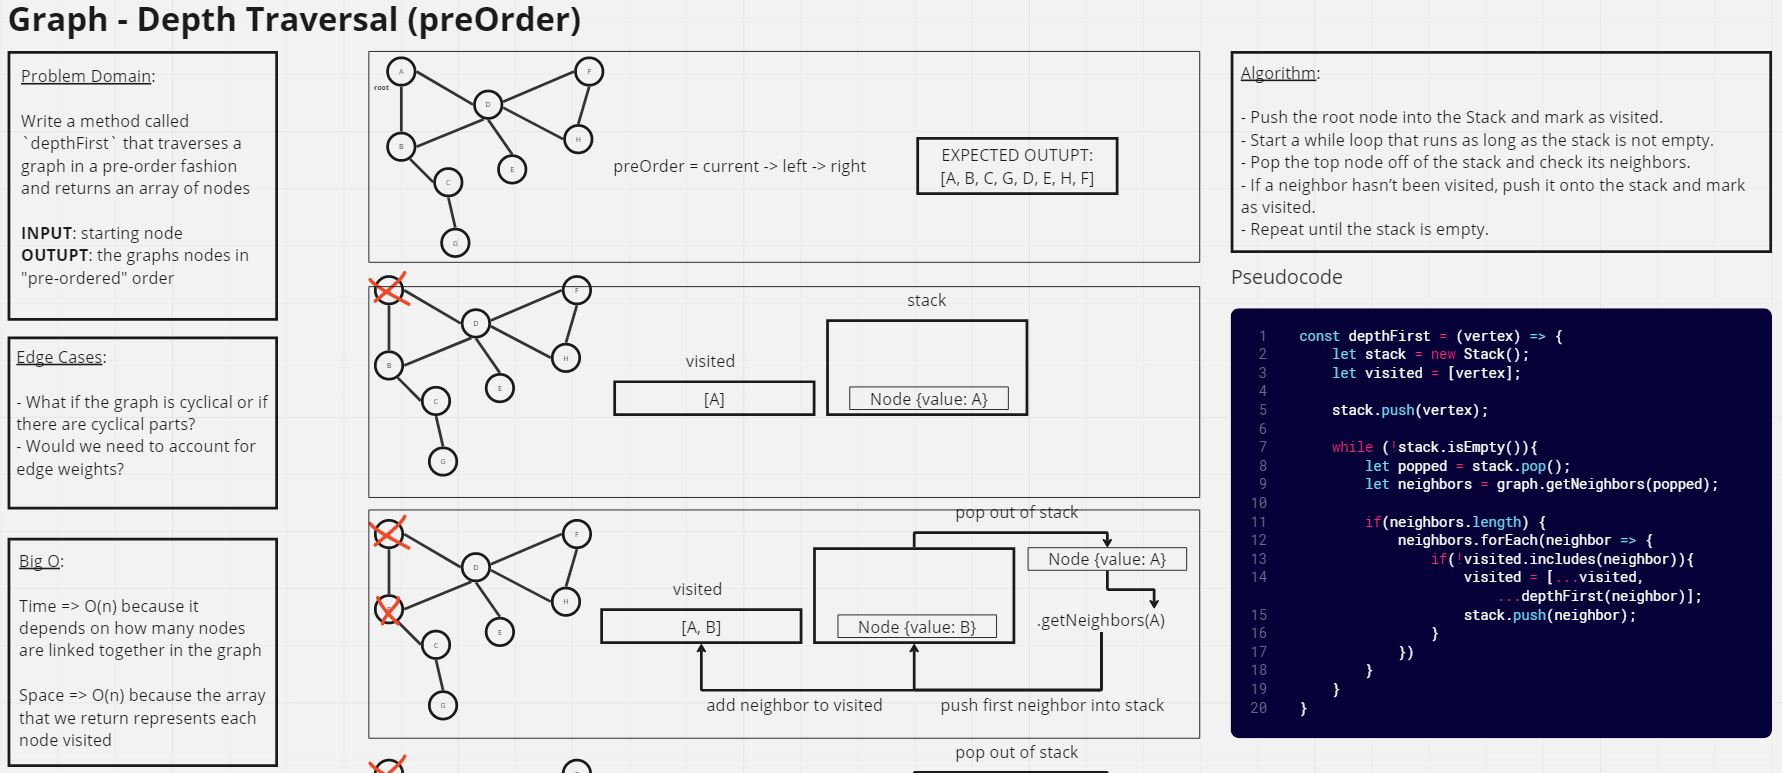 Graph - Depth Traversal (preOrder)
Problem Domain:
Write a method called
`depthFirst` that traverses a
graph in a pre-order fashion
and returns an array of nodes
INPUT: starting node
OUTUPT: the graphs nodes in
"pre-ordered" order
Edge Cases:
- What if the graph is cyclical or if
there are cyclical parts?
- Would we need to account for
edge weights?
Big O:
Time => O(n) because it
depends on how many nodes
are linked together in the graph
Space => O(n) because the array
that we return represents each
node visited
A
root
F
D
B
H
E
C
G
preOrder = current -> left -> right
EXPECTED OUTUPT:
[A, B, C, G, D, E, H, F]
F
D
B
H
E
C
G
visited
[A]
stack
Node {value: A}
F
D
H
E
C
G
visited
[A, B]
pop out of stack
Node {value: A}
Node {value: B}
.getNeighbors(A)
add neighbor to visited
push first neighbor into stack
pop out of stack
Algorithm:
- Push the root node into the Stack and mark as visited.
- Start a while loop that runs as long as the stack is not empty.
- Pop the top node off of the stack and check its neighbors.
- If a neighbor hasn't been visited, push it onto the stack and mark
as visited.
- Repeat until the stack is empty.
Pseudocode
1 const depthFirst = (vertex) => {
2 let stack = new Stack();
3 let visited = [vertex];
4
5 stack.push(vertex);
6
7 while (!stack.isEmpty()){
8 let popped = stack.pop();
9 let neighbors = graph.getNeighbors(popped);
10
11 if(neighbors.length) {
12 neighbors.forEach(neighbor => {
13 if(!visited.includes(neighbor)){
14 visited = [...visited,
...depthFirst(neighbor)];
15 stack.push(neighbor);
16 }
17 })
18 }
19 }
20 }